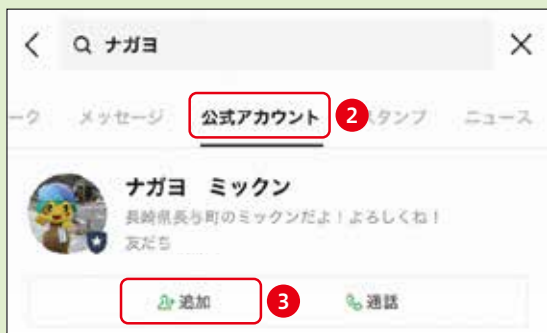 ナガヨ
ーク メッセージ 公式アカウント 2 スタンプ ニュース
ナガヨ ミックン
長崎県長与町のミックンだよ！よろしくね！
友だち
追加 3 通話